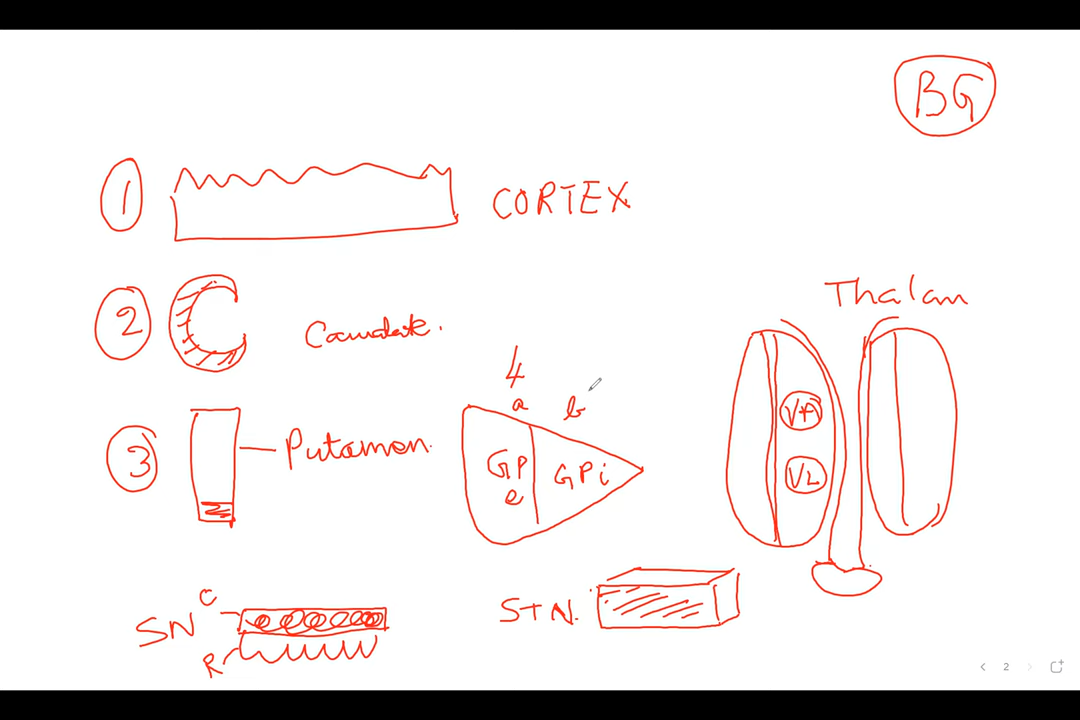 BG
1 CORTEX
2 Caudate.
Thalam
4
a b
3 Putamen.
GP e GPi
VA
VL
SN C
R
STN.
2